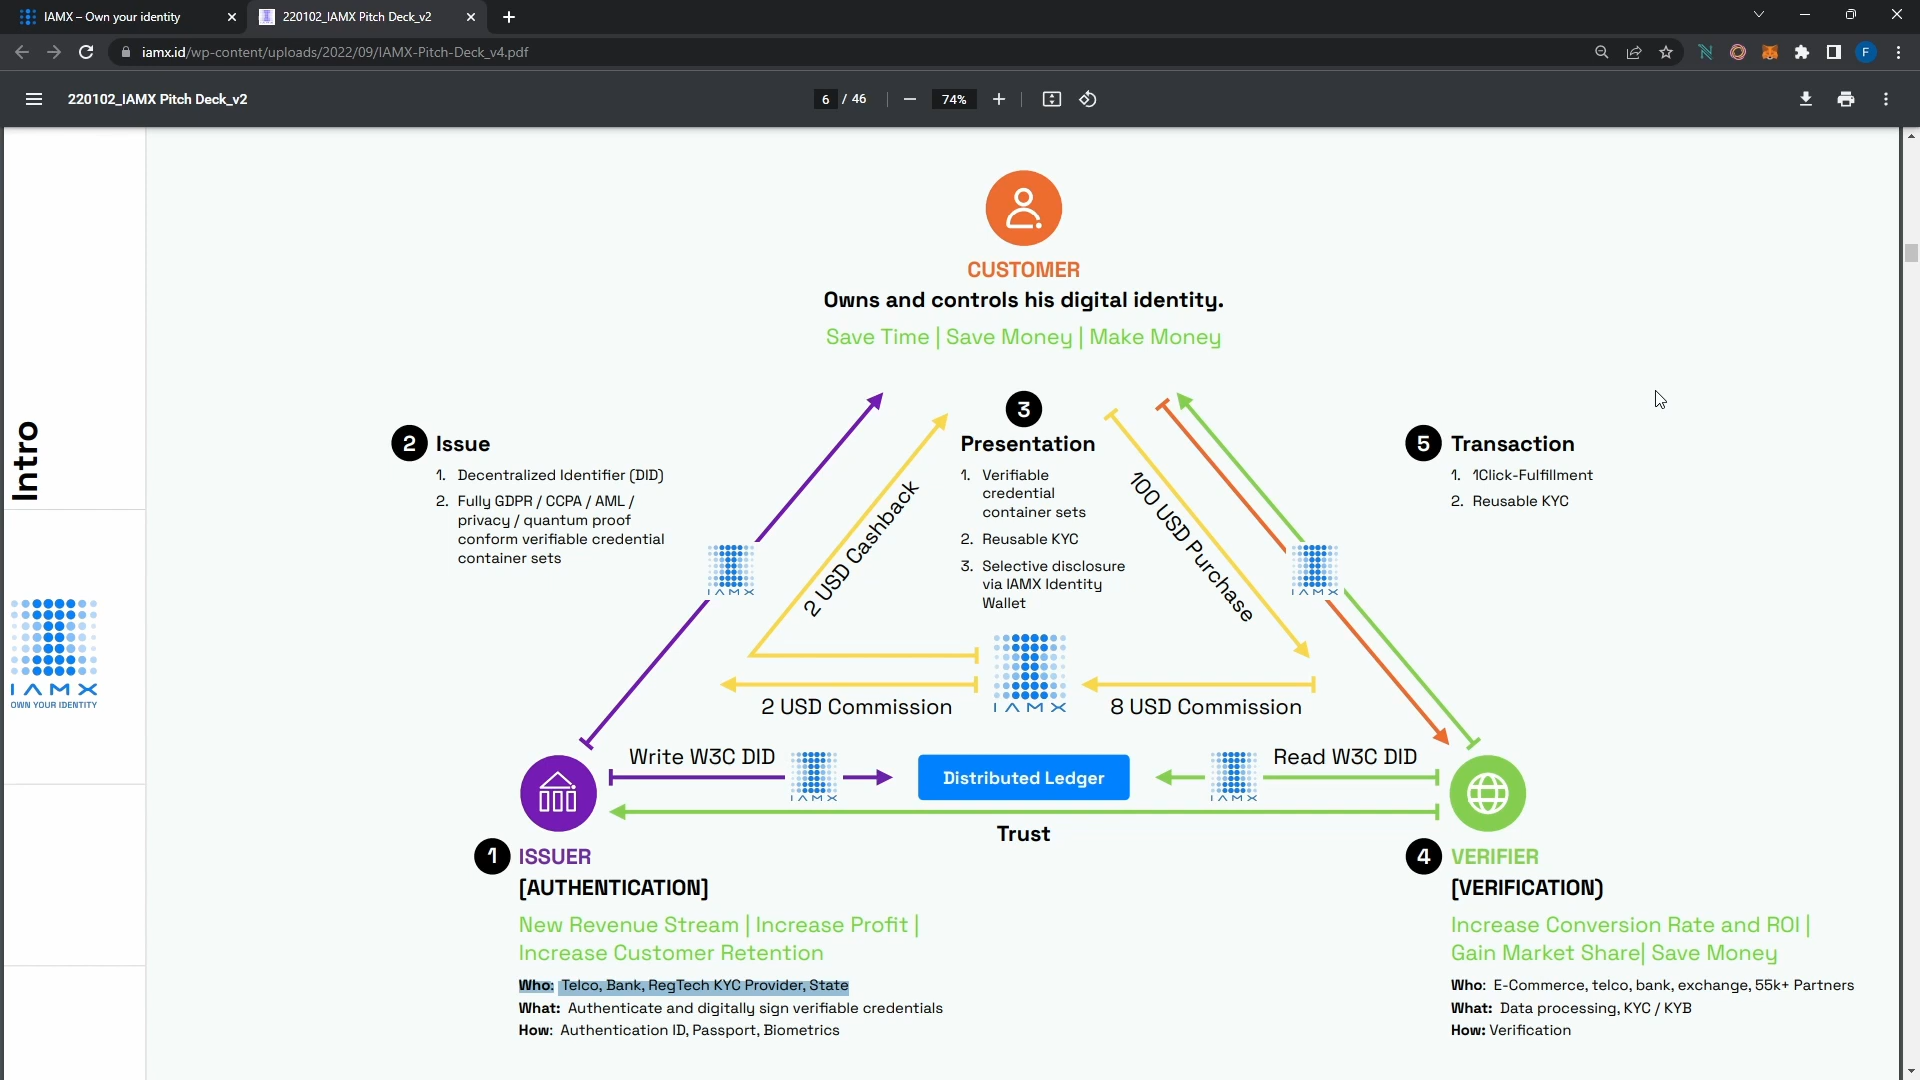 IAMX – Own your identity
220102_IAMX Pitch Deck_v2
iamx.id/wp-content/uploads/2022/09/IAMX-Pitch-Deck_v4.pdf
F
220102_IAMX Pitch Deck_v2
6 / 46
74%
Intro
IAMX
OWN YOUR IDENTITY
CUSTOMER
Owns and controls his digital identity.
Save Time | Save Money | Make Money
2 Issue
1. Decentralized Identifier (DID)
2. Fully GDPR / CCPA / AML /
privacy / quantum proof
conform verifiable credential
container sets
3
Presentation
1. Verifiable
credential
container sets
2. Reusable KYC
3. Selective disclosure
via IAMX Identity
Wallet
5 Transaction
1. 1Click-Fulfillment
2. Reusable KYC
IAMX
2 USD Cashback
100 USD Purchase
IAMX
IAMX
2 USD Commission
8 USD Commission
Write W3C DID
IAMX
Distributed Ledger
IAMX
Read W3C DID
Trust
1 ISSUER
[AUTHENTICATION]
New Revenue Stream | Increase Profit |
Increase Customer Retention
Who: Telco, Bank, RegTech KYC Provider, State
What: Authenticate and digitally sign verifiable credentials
How: Authentication ID, Passport, Biometrics
4 VERIFIER
[VERIFICATION)
Increase Conversion Rate and ROI |
Gain Market Share| Save Money
Who: E-Commerce, telco, bank, exchange, 55k+ Partners
What: Data processing, KYC / KYB
How: Verification